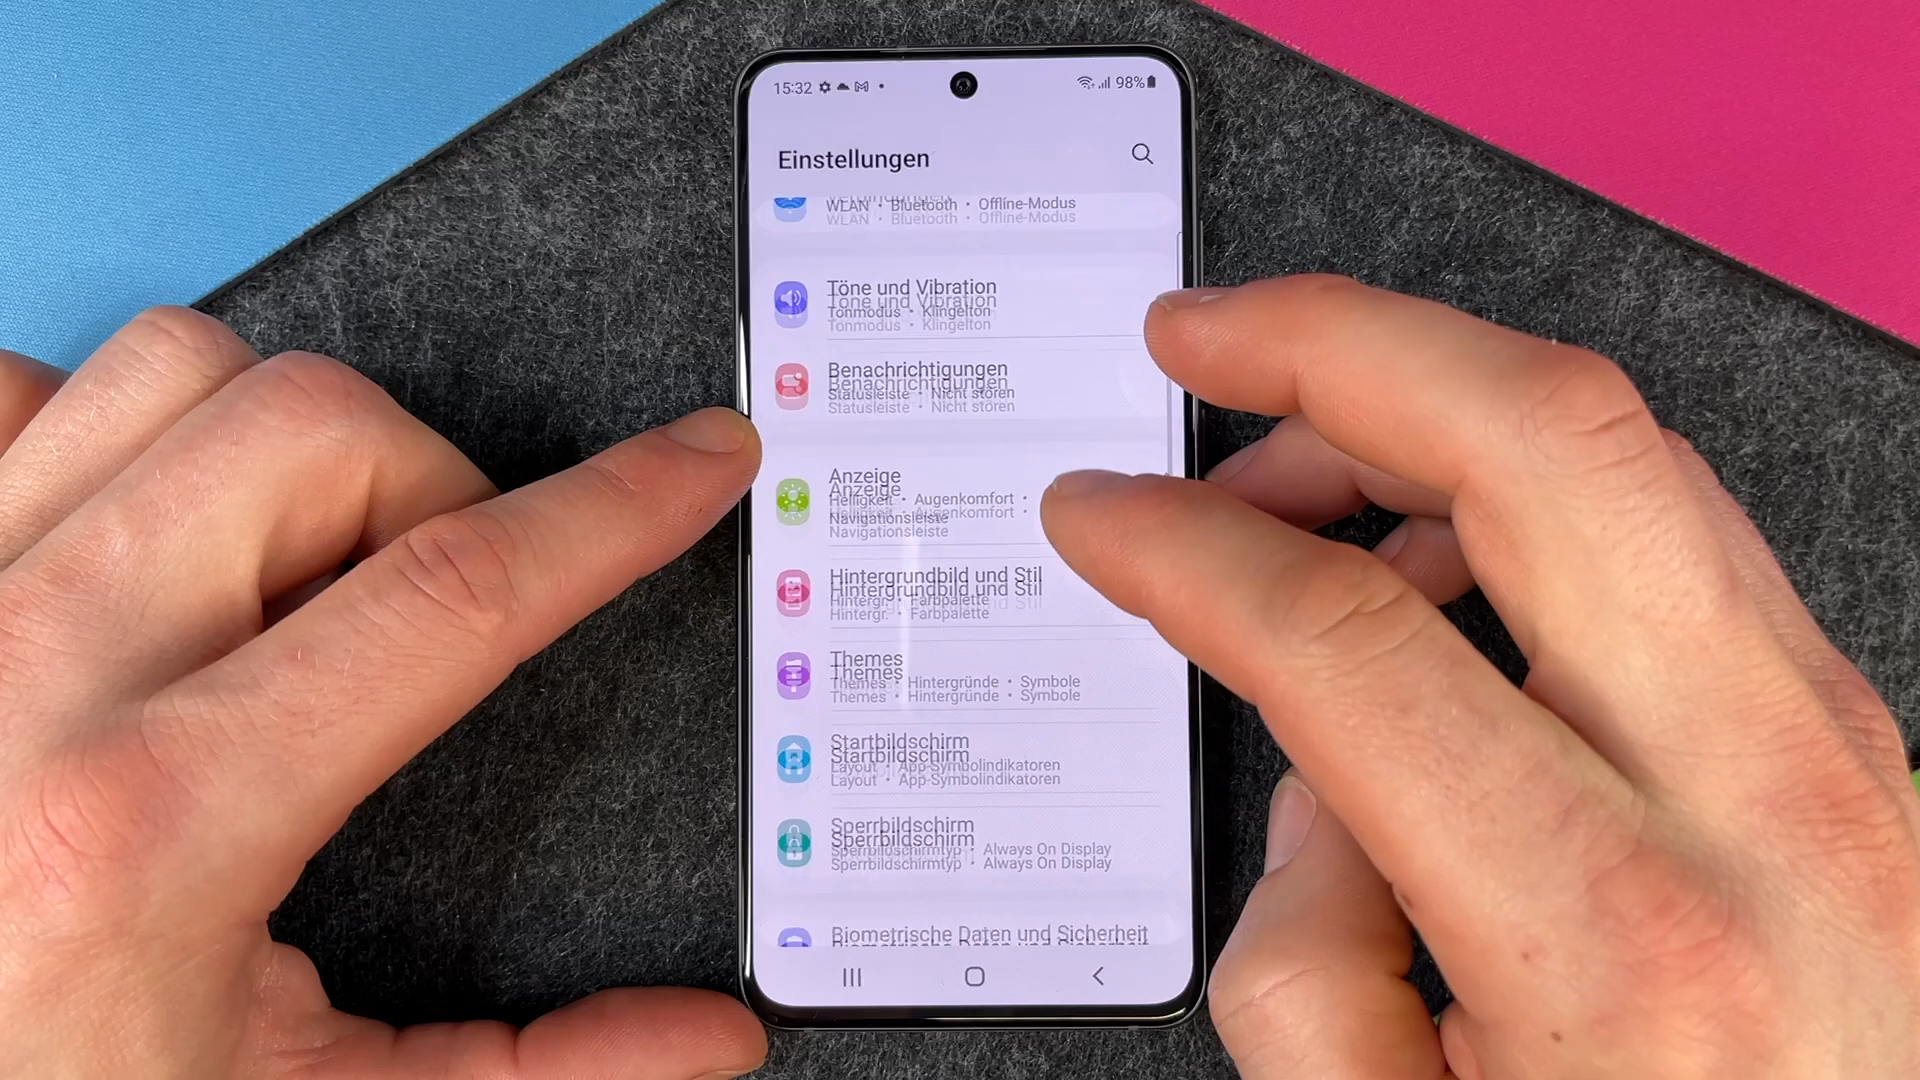 15:32
98%
Einstellungen
WLAN • Bluetooth • Offline-Modus
Töne und Vibration
Tonmodus • Klingelton
Benachrichtigungen
Statusleiste • Nicht stören
Anzeige
Helligkeit • Augenkomfort •
Navigationsleiste
Hintergrundbild und Stil
Hintergr. • Farbpalette
Themes
Themes • Hintergründe • Symbole
Startbildschirm
Layout • App-Symbolindikatoren
Sperrbildschirm
Sperrbildschirmtyp • Always On Display
Biometrische Daten und Sicherheit